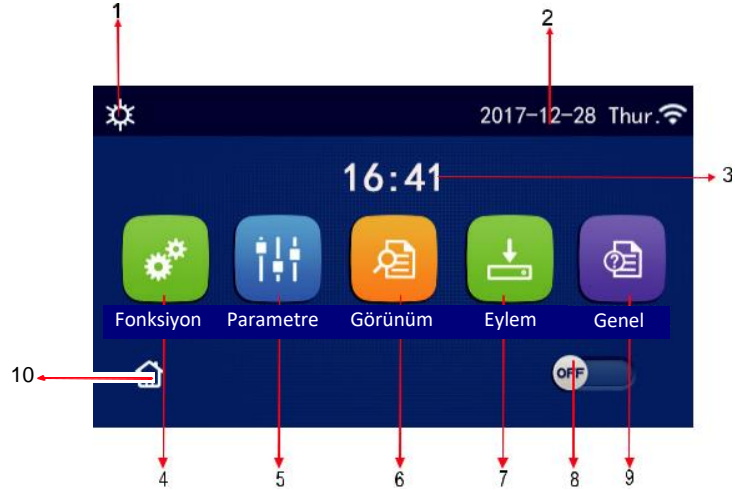 1 2
2017-12-28 Thur.
16:41 3
Fonksiyon Parametre Görünüm Eylem Genel
10 OFF
4 5 6 7 8 9